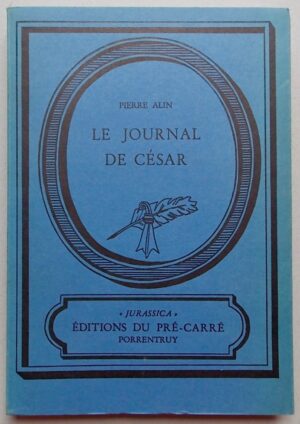 PIERRE ALIN
LE JOURNAL
DE CÉSAR
« JURASSICA »
ÉDITIONS DU PRÉ-CARRÉ
PORRENTRUY